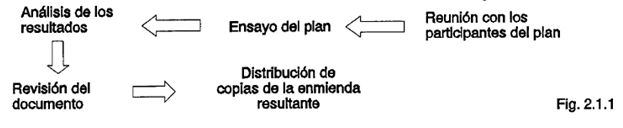 Análisis de los
resultados
Ensayo del plan
Reunión con los
participantes del plan
Revisión del
documento
Distribución de
copias de la enmienda
resultante
Fig. 2.1.1